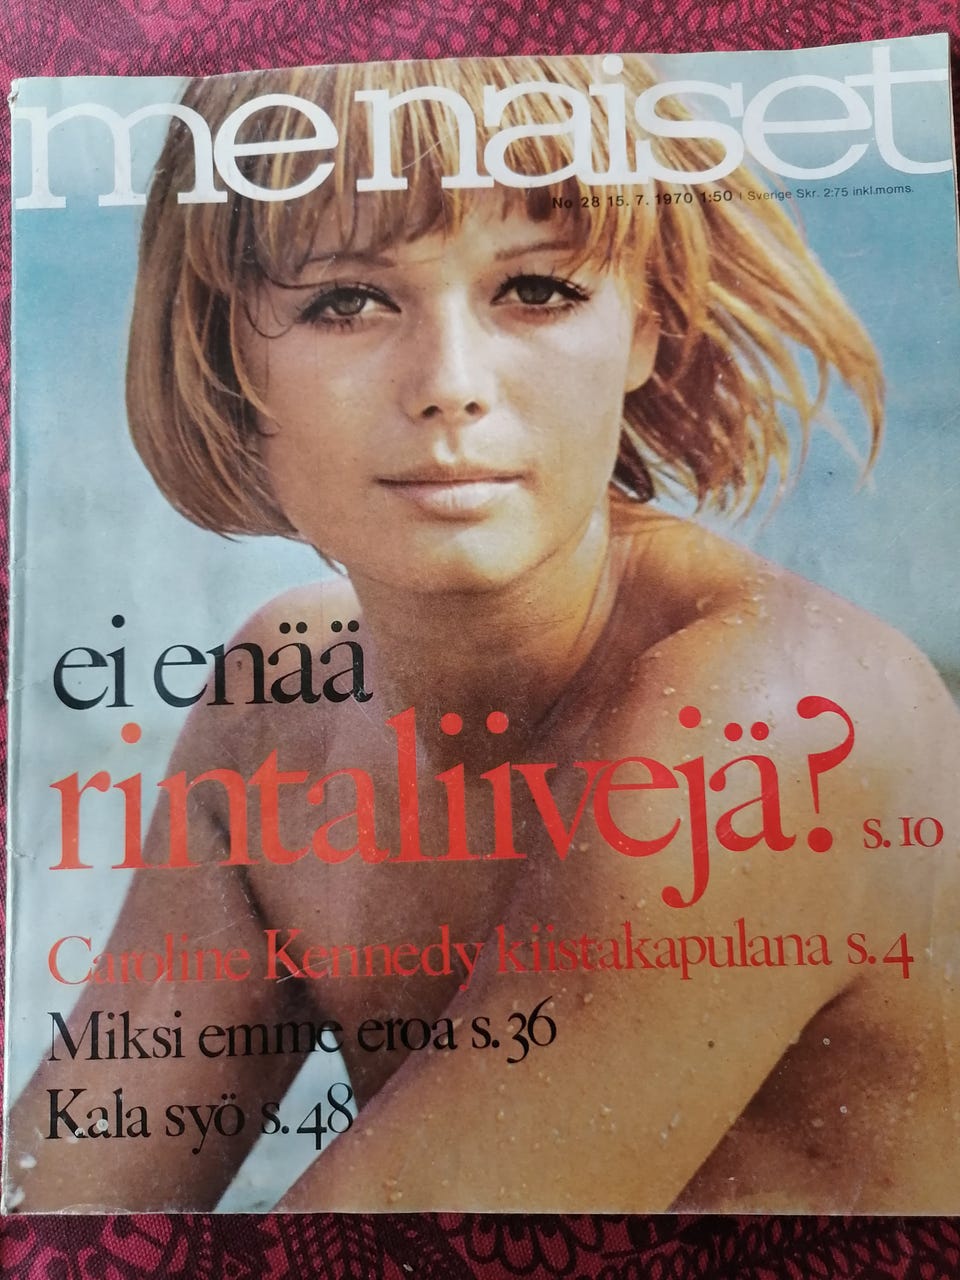 me naiset
No 28 15. 7. 1970 1:50 | Sverige Skr. 2:75 inkl.moms.
ei enää
rintaliivejä? s. 10
Caroline Kennedy kiistakapulana s. 4
Miksi emme eroa s. 36
Kala syö s. 48